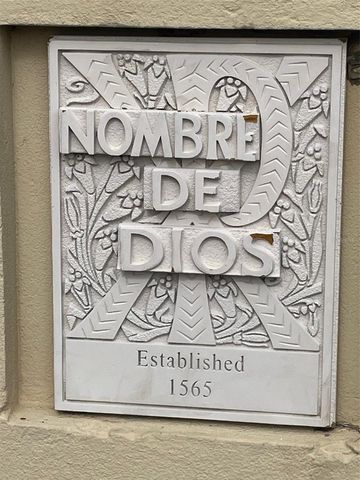 NOMBRE
DE
DIOS
Established
1565